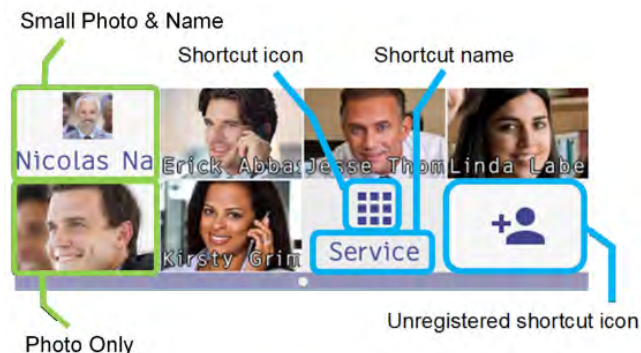 Small Photo & Name
Shortcut icon
Shortcut name
Nicolas Na
Erick Abba
Jesse Thom
Linda Labe
Kirsty Grim
Service
Unregistered shortcut icon
Photo Only